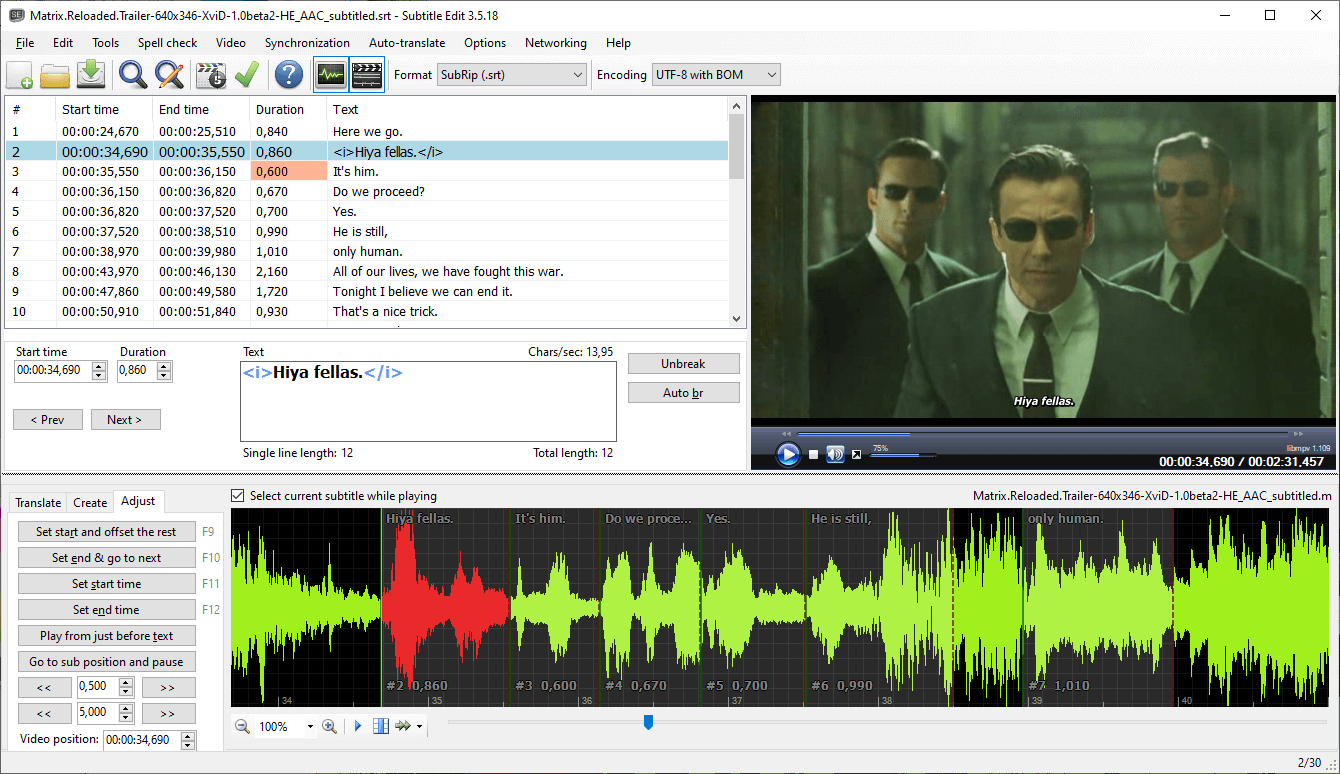 SE Matrix.Reloaded.Trailer-640x346-XviD-1.0beta2-HE_AAC_subtitled.srt - Subtitle Edit 3.5.18
File Edit Tools Spell check Video Synchronization Auto-translate Options Networking Help
Format SubRip (.srt) Encoding UTF-8 with BOM
# Start time End time Duration Text
1 00:00:24,670 00:00:25,510 0,840 Here we go.
2 00:00:34,690 00:00:35,550 0,860 <i>Hiya fellas.</i>
3 00:00:35,550 00:00:36,150 0,600 It's him.
4 00:00:36,150 00:00:36,820 0,670 Do we proceed?
5 00:00:36,820 00:00:37,520 0,700 Yes.
6 00:00:37,520 00:00:38,510 0,990 He is still,
7 00:00:38,970 00:00:39,980 1,010 only human.
8 00:00:43,970 00:00:46,130 2,160 All of our lives, we have fought this war.
9 00:00:47,860 00:00:49,580 1,720 Tonight I believe we can end it.
10 00:00:50,910 00:00:51,840 0,930 That's a nice trick.
Hiya fellas.
75%
libmpv 1.109
00:00:34,690 / 00:02:31,457
Start time Duration Text Chars/sec: 13,95
00:00:34,690 0,860 <i>Hiya fellas.</i>
Unbreak
Auto br
< Prev Next >
Single line length: 12 Total length: 12
Translate Create Adjust
Set start and offset the rest F9
Set end & go to next F10
Set start time F11
Set end time F12
Play from just before text
Go to sub position and pause
<< 0,500 >>
<< 5,000 >>
Video position: 00:00:34,690
Select current subtitle while playing Matrix.Reloaded.Trailer-640x346-XviD-1.0beta2-HE_AAC_subtitled.m
Hiya fellas. It's him. Do we proce... Yes. He is still, only human.
#2 0,860 #3 0,600 #4 0,670 #5 0,700 #6 0,990 #7 1,010
34 35 36 37 38 39 40
100%
2/30